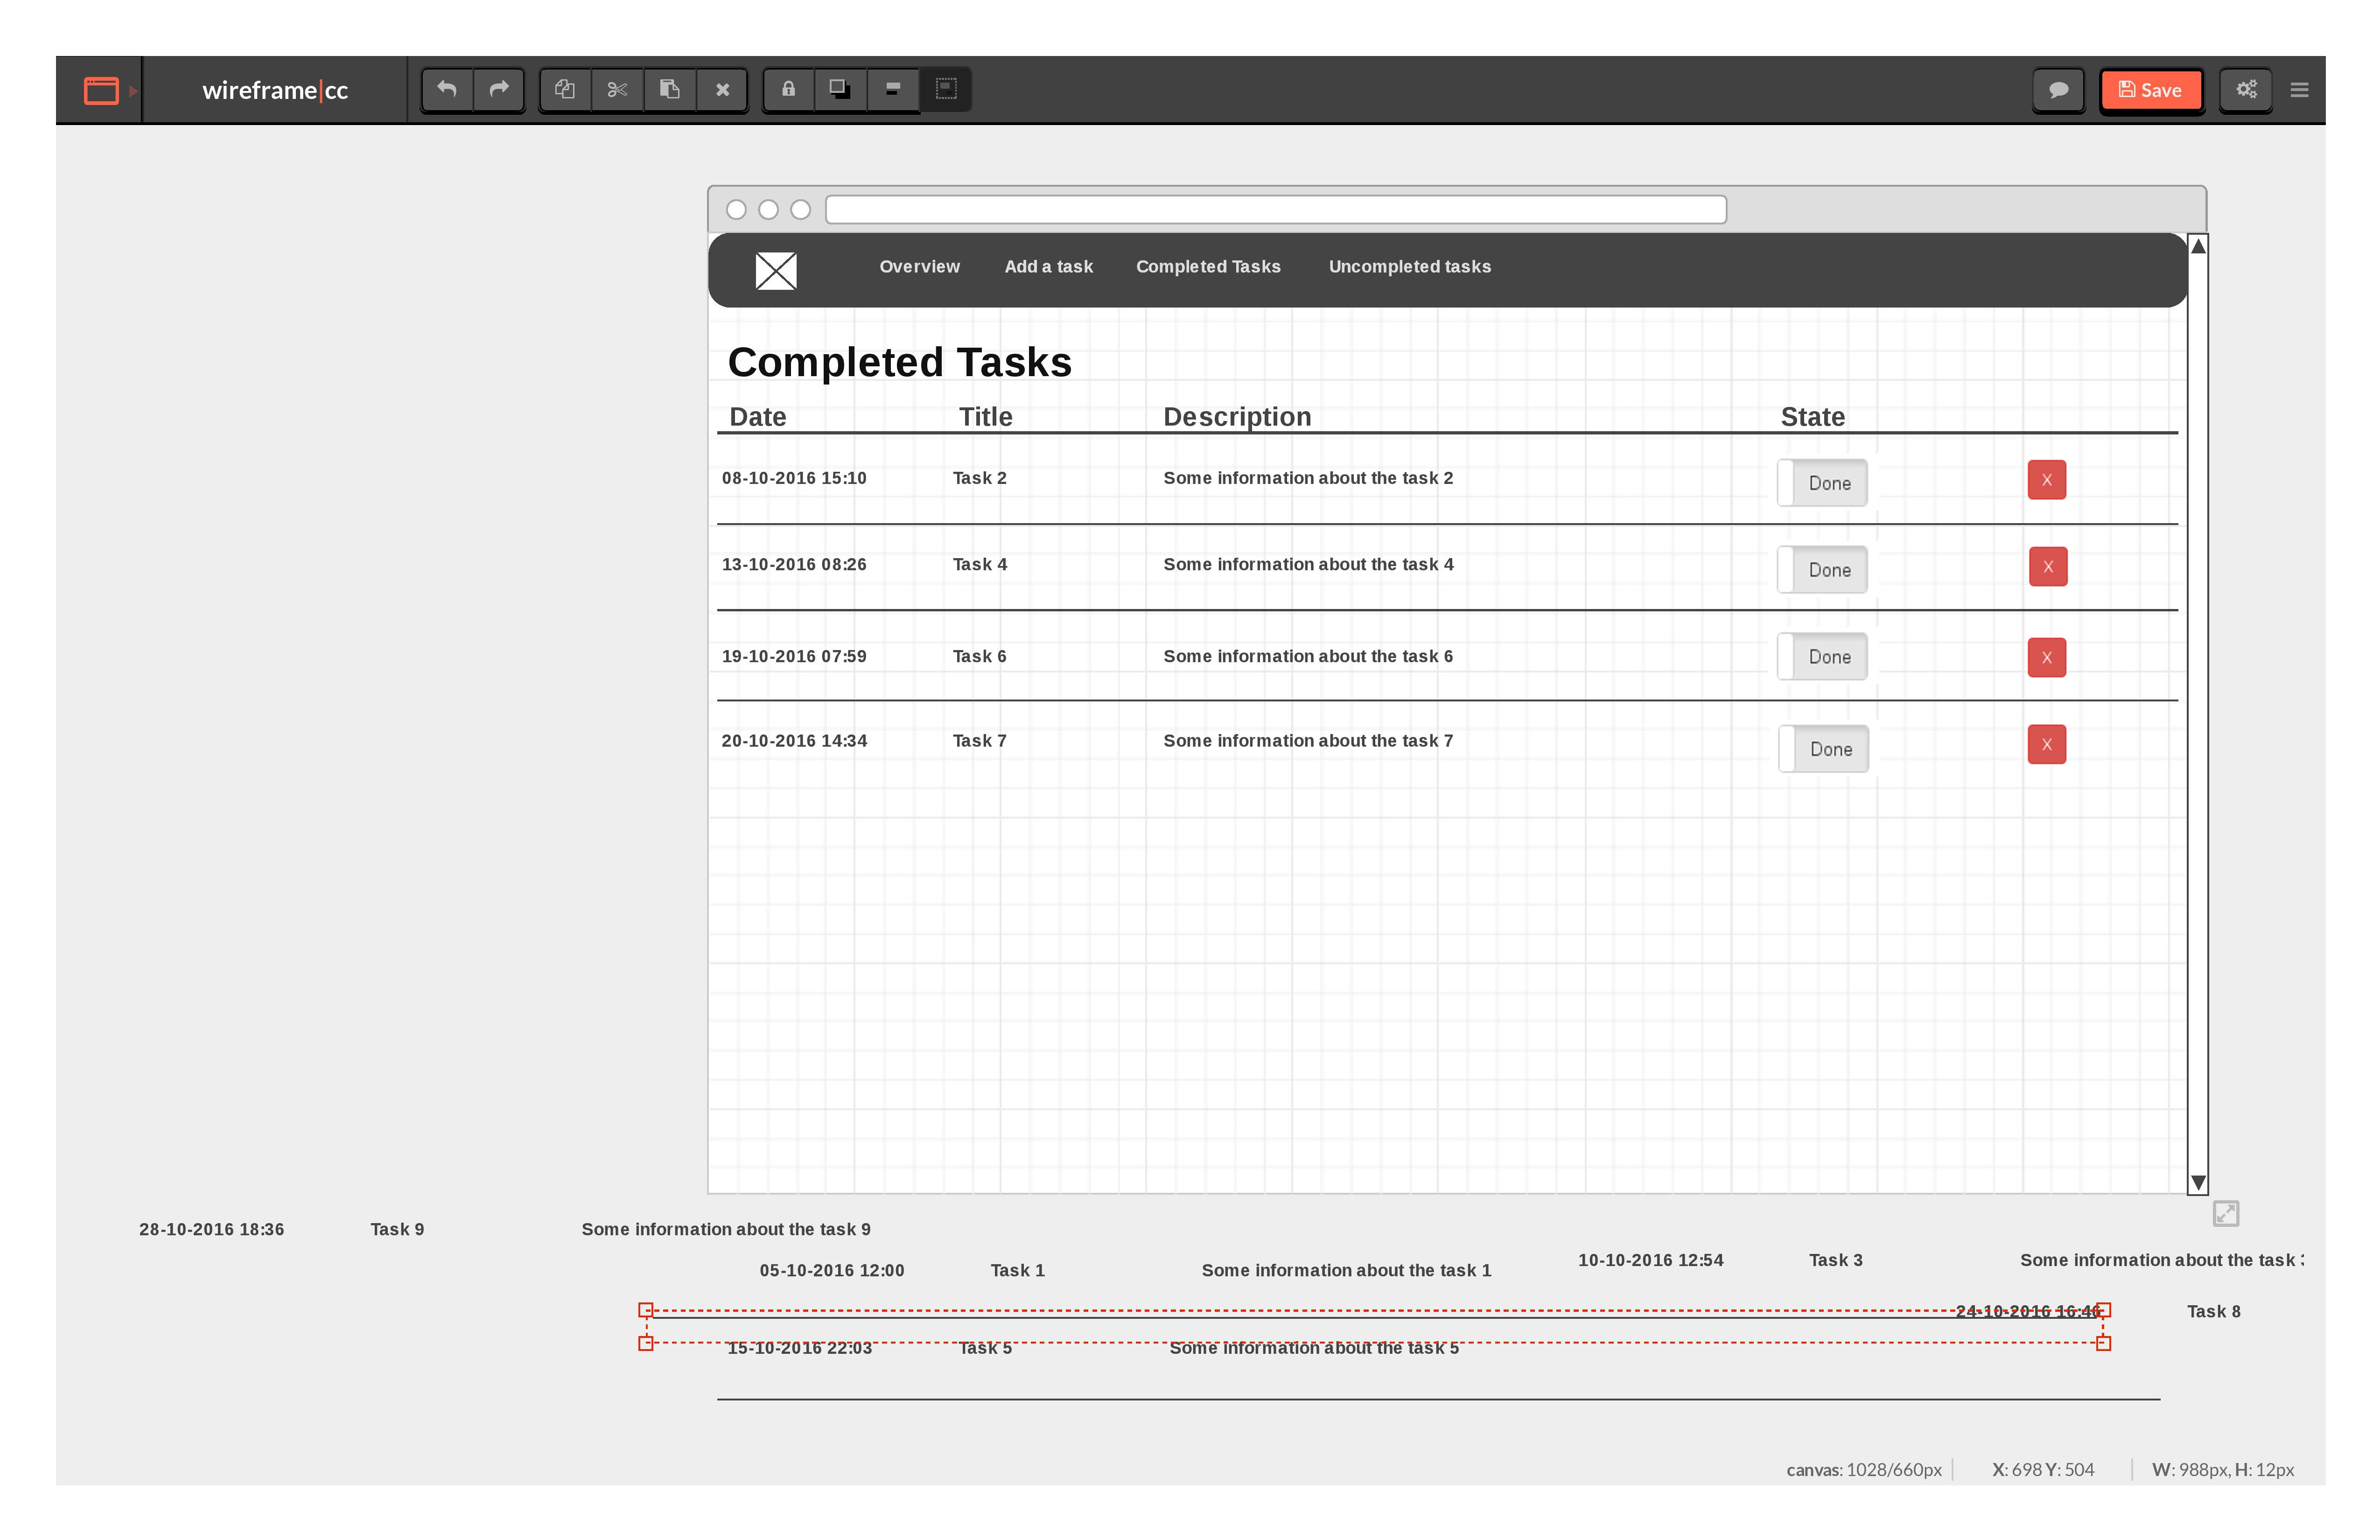 wireframe|cc
Save
Overview Add a task Completed Tasks Uncompleted tasks
Completed Tasks
Date Title Description State
08-10-2016 15:10 Task 2 Some information about the task 2 Done X
13-10-2016 08:26 Task 4 Some information about the task 4 Done X
19-10-2016 07:59 Task 6 Some information about the task 6 Done X
20-10-2016 14:34 Task 7 Some information about the task 7 Done X
28-10-2016 18:36 Task 9 Some information about the task 9
10-10-2016 12:54 Task 3 Some information about the task
05-10-2016 12:00 Task 1 Some information about the task 1
24-10-2016 16:46 Task 8
15-10-2016 22:03 Task 5 Some information about the task 5
canvas: 1028/660px X: 698 Y: 504 W: 988px, H: 12px